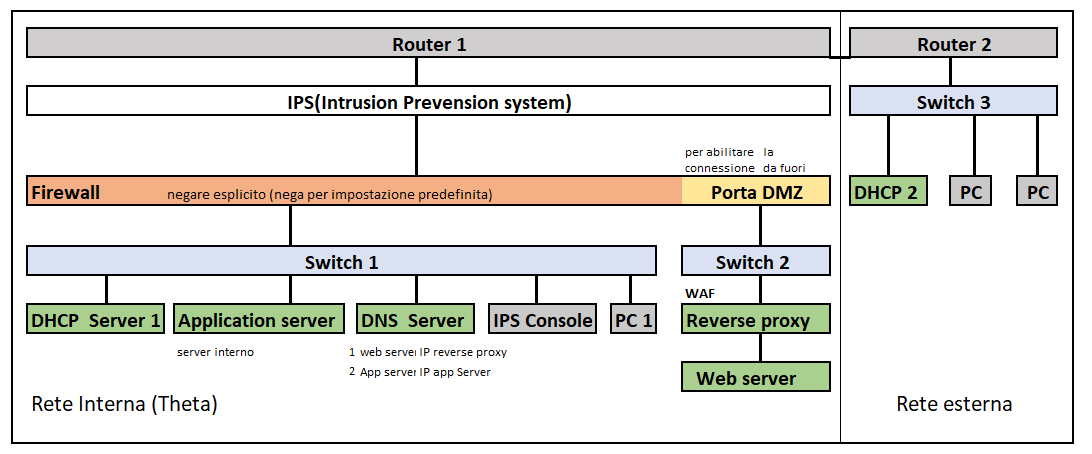 Router 1
Router 2
IPS(Intrusion Prevension system)
Switch 3
per abilitare la
connessione da fuori
Firewall
negare esplicito (nega per impostazione predefinita)
Porta DMZ
DHCP 2
PC
PC
Switch 1
Switch 2
WAF
DHCP Server 1
Application server
DNS Server
IPS Console
PC 1
Reverse proxy
server interno
1 web server IP reverse proxy
2 App server IP app Server
Web server
Rete Interna (Theta)
Rete esterna